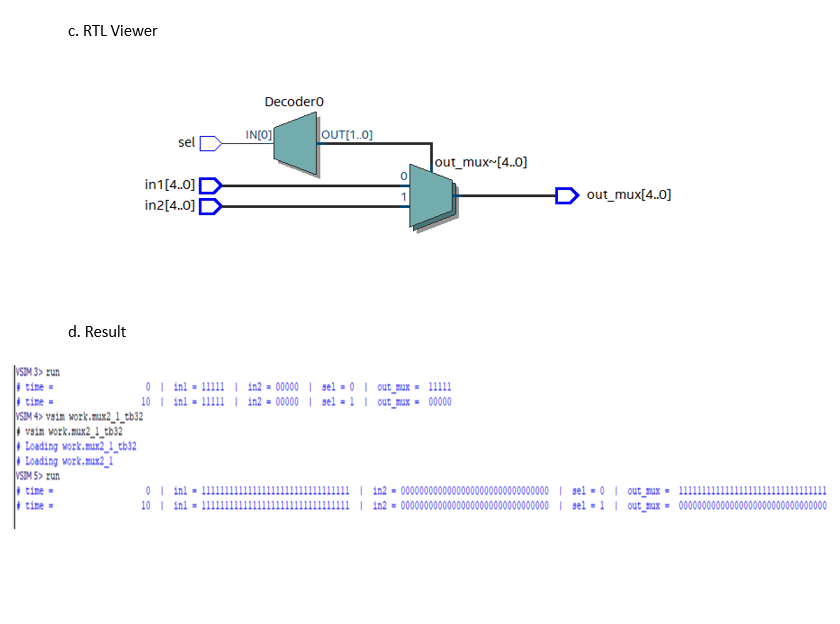 c. RTL Viewer
Decoder0
sel
IN[0]
OUT[1..0]
out_mux~[4..0]
in1[4..0]
0
in2[4..0]
1
out_mux[4..0]
d. Result
VSIM 3> run
# time = 0 | in1 = 11111 | in2 = 00000 | sel = 0 | out_mux = 11111
# time = 10 | in1 = 11111 | in2 = 00000 | sel = 1 | out_mux = 00000
VSIM 4> vsim work.mux2_1_tb32
# vsim work.mux2_1_tb32
# Loading work.mux2_1_tb32
# Loading work.mux2_1
VSIM 5> run
# time = 0 | in1 = 11111111111111111111111111111111 | in2 = 00000000000000000000000000000000 | sel = 0 | out_mux = 11111111111111111111111111111111
# time = 10 | in1 = 11111111111111111111111111111111 | in2 = 00000000000000000000000000000000 | sel = 1 | out_mux = 00000000000000000000000000000000